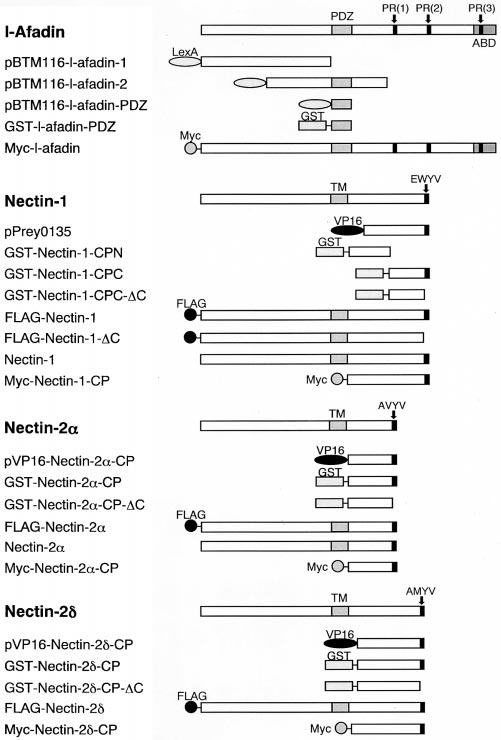 PDZ PR(1) PR(2) PR(3)
l-Afadin
ABD
LexA
pBTM116-l-afadin-1
pBTM116-l-afadin-2
pBTM116-l-afadin-PDZ
GST
GST-l-afadin-PDZ
Myc
Myc-l-afadin
TM EWYV
Nectin-1
VP16
pPrey0135
GST
GST-Nectin-1-CPN
GST-Nectin-1-CPC
GST-Nectin-1-CPC-ΔC
FLAG
FLAG-Nectin-1
FLAG-Nectin-1-ΔC
Nectin-1
Myc-Nectin-1-CP Myc
TM AVYV
Nectin-2α
VP16
pVP16-Nectin-2α-CP
GST
GST-Nectin-2α-CP
GST-Nectin-2α-CP-ΔC
FLAG
FLAG-Nectin-2α
Nectin-2α
Myc-Nectin-2α-CP Myc
TM AMYV
Nectin-2δ
VP16
pVP16-Nectin-2δ-CP
GST
GST-Nectin-2δ-CP
GST-Nectin-2δ-CP-ΔC
FLAG
FLAG-Nectin-2δ
Myc-Nectin-2δ-CP Myc